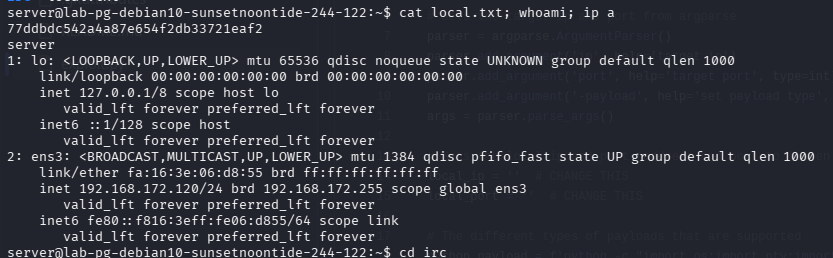 server@lab-pg-debian10-sunsetnoontide-244-122:~$ cat local.txt; whoami; ip a
77ddbdc542a4a87e654f2db33721eaf2
server
1: lo: <LOOPBACK,UP,LOWER_UP> mtu 65536 qdisc noqueue state UNKNOWN group default qlen 1000
link/loopback 00:00:00:00:00:00 brd 00:00:00:00:00:00
inet 127.0.0.1/8 scope host lo
valid_lft forever preferred_lft forever
inet6 ::1/128 scope host
valid_lft forever preferred_lft forever
2: ens3: <BROADCAST,MULTICAST,UP,LOWER_UP> mtu 1384 qdisc pfifo_fast state UP group default qlen 1000
link/ether fa:16:3e:06:d8:55 brd ff:ff:ff:ff:ff:ff
inet 192.168.172.120/24 brd 192.168.172.255 scope global ens3
valid_lft forever preferred_lft forever
inet6 fe80::f816:3eff:fe06:d855/64 scope link
valid_lft forever preferred_lft forever
server@lab-pg-debian10-sunsetnoontide-244-122:~$ cd irc